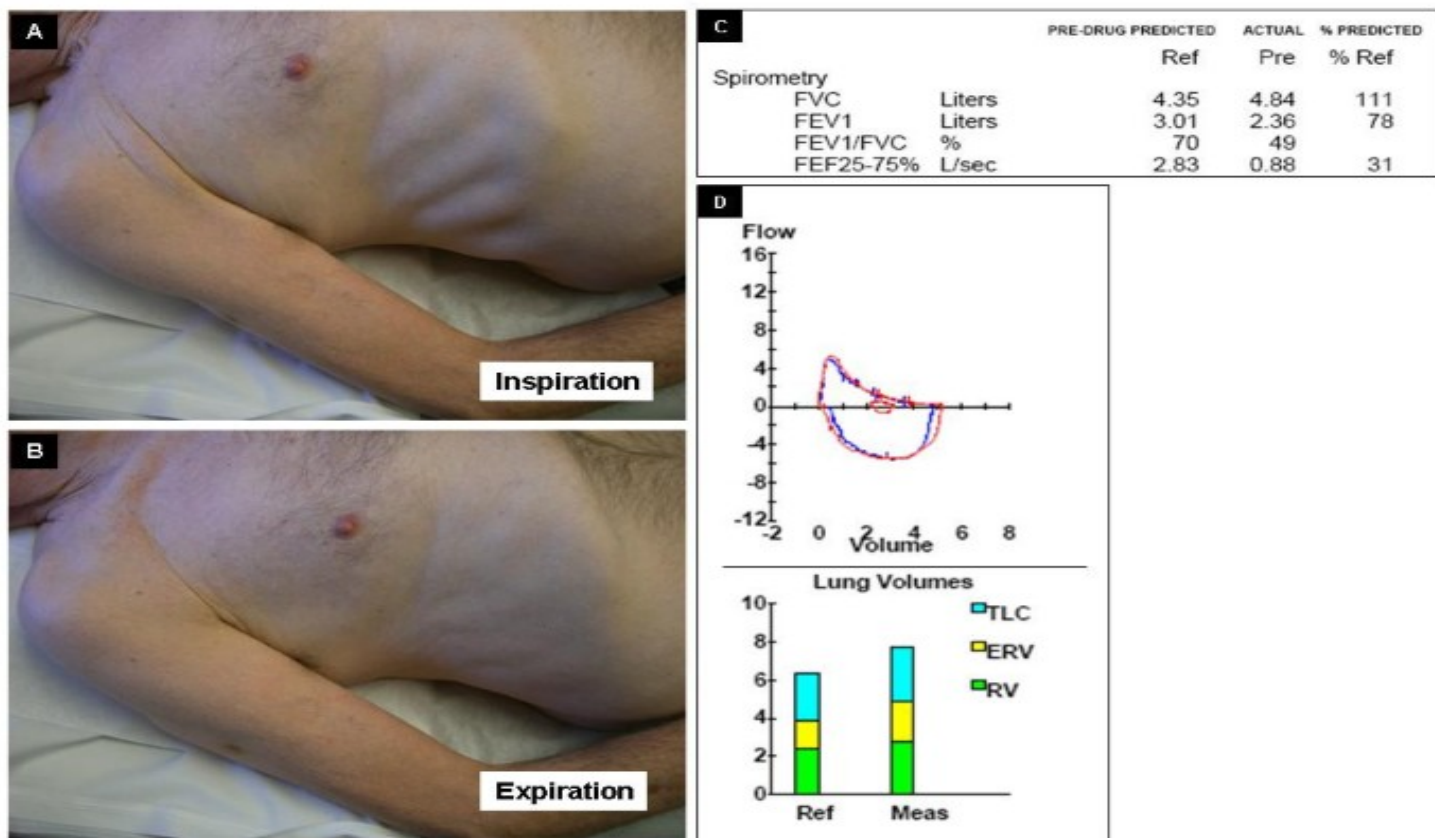 A
Inspiration
B
Expiration
C
PRE-DRUG PREDICTED ACTUAL % PREDICTED
Ref Pre % Ref
Spirometry
FVC Liters 4.35 4.84 111
FEV1 Liters 3.01 2.36 78
FEV1/FVC % 70 49
FEF25-75% L/sec 2.83 0.88 31
D
Flow
16
12
8
4
0
-4
-8
-12
-2 0 2 4 6 8
Volume
Lung Volumes
10
8
6
4
2
0
TLC
ERV
RV
Ref Meas